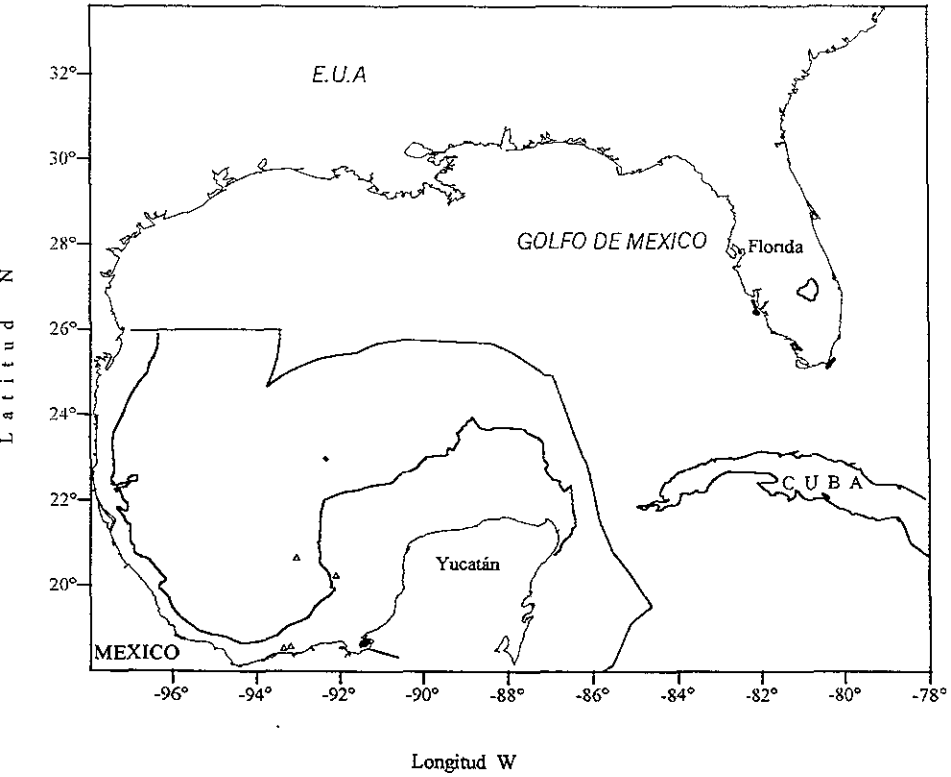 32°
E.U.A
30°
28°
GOLFO DE MEXICO
Florida
Latitud N
26°
24°
22°
CUBA
20°
Yucatán
MEXICO
-96° -94° -92° -90° -88° -86° -84° -82° -80° -78°
Longitud W